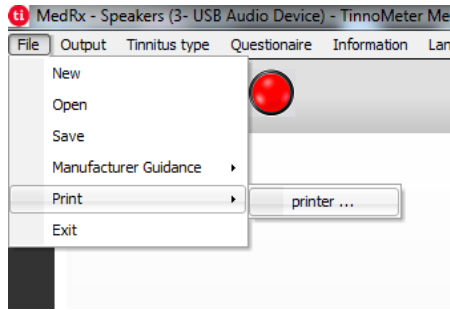 ti MedRx - Speakers (3- USB Audio Device) - TinnoMeter Me
File Output Tinnitus type Questionaire Information Lan
New
Open
Save
Manufacturer Guidance
Print
printer ...
Exit